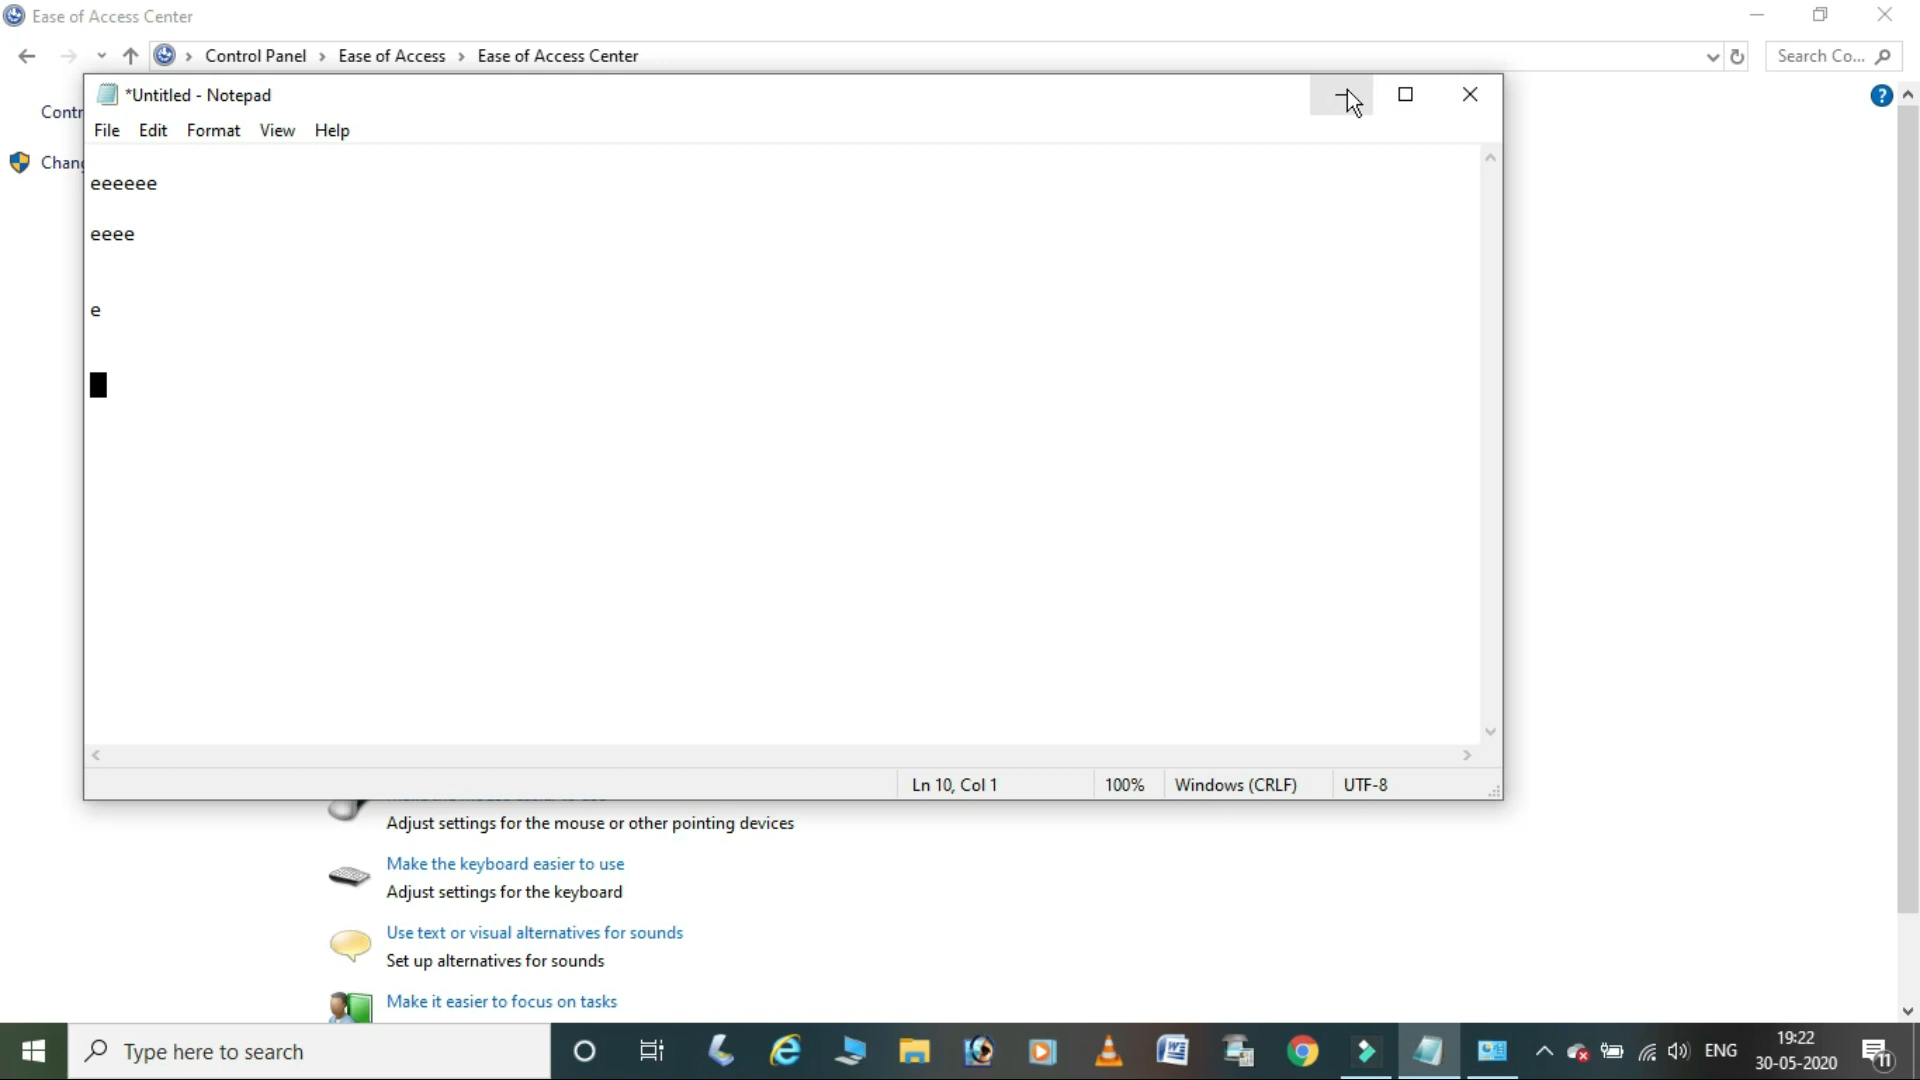 Ease of Access Center
Control Panel > Ease of Access > Ease of Access Center
Search Co...
Contr
*Untitled - Notepad
File Edit Format View Help
Chang
eeeeee
eeee
e
Ln 10, Col 1
100%
Windows (CRLF)
UTF-8
Adjust settings for the mouse or other pointing devices
Make the keyboard easier to use
Adjust settings for the keyboard
Use text or visual alternatives for sounds
Set up alternatives for sounds
Make it easier to focus on tasks
Type here to search
ENG
19:22
30-05-2020
11